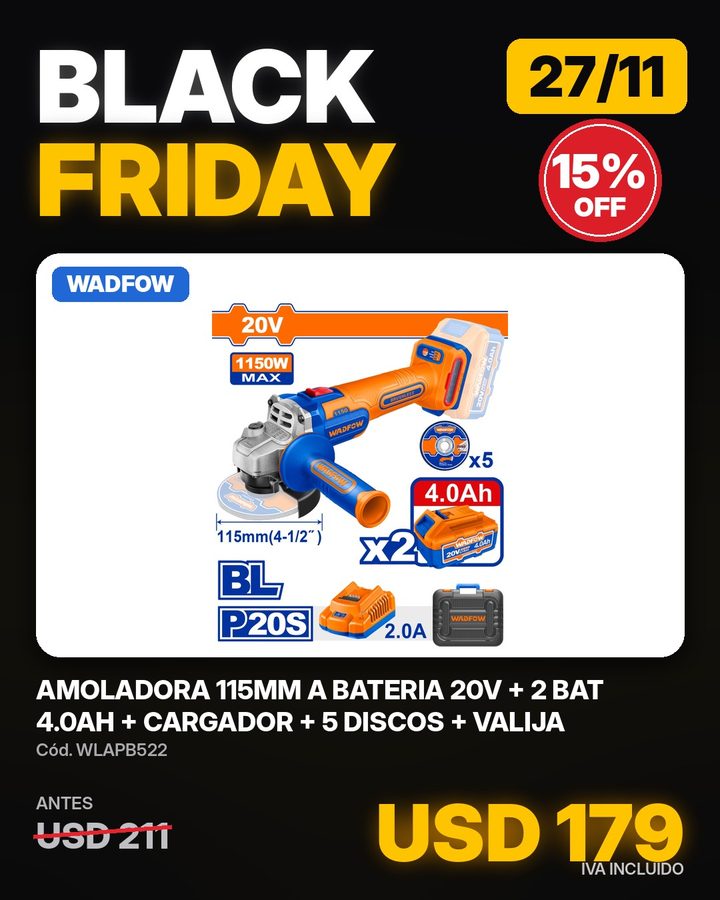 BLACK
FRIDAY
27/11
15%
OFF
WADFOW
20V
1150W
MAX
WADFOW
x5
4.0Ah
x2
115mm(4-1/2˝)
BL
P20S
2.0A
WADFOW
AMOLADORA 115MM A BATERIA 20V + 2 BAT
4.0AH + CARGADOR + 5 DISCOS + VALIJA
Cód. WLAPB522
ANTES
USD 211
USD 179
IVA INCLUIDO